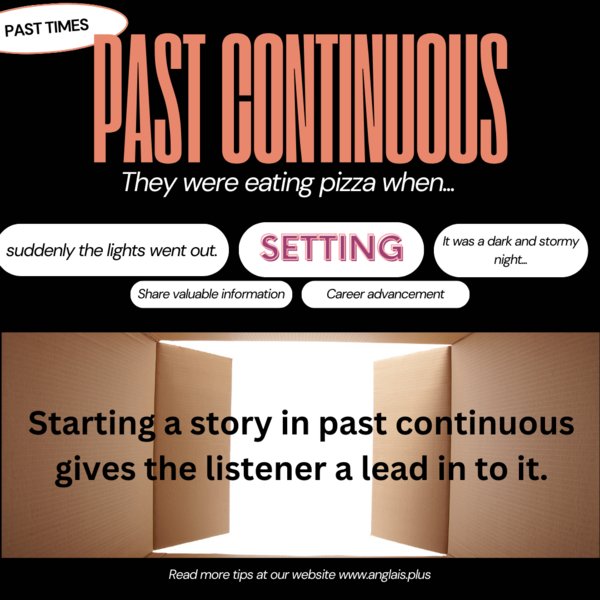 PAST TIMES
PAST CONTINUOUS
They were eating pizza when...
suddenly the lights went out.
SETTING
It was a dark and stormy
night...
Share valuable information
Career advancement
Starting a story in past continuous
gives the listener a lead in to it.
Read more tips at our website www.anglais.plus